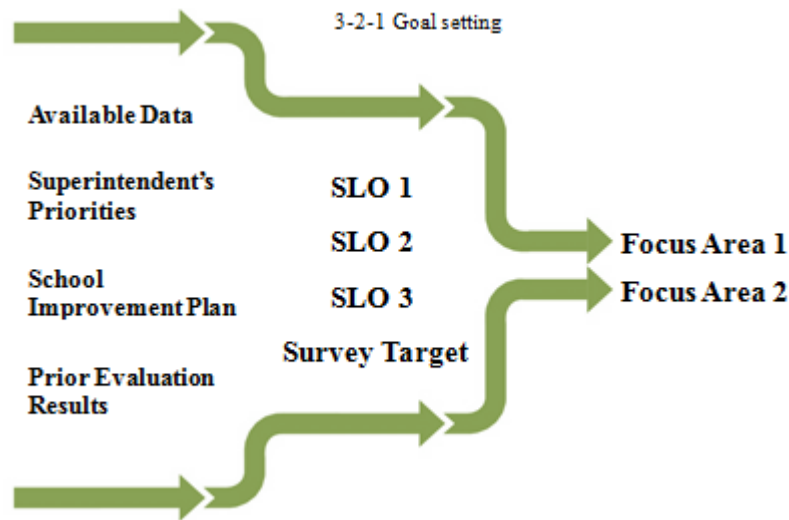 3-2-1 Goal setting
Available Data
Superintendent's
Priorities
School
Improvement Plan
Prior Evaluation
Results
SLO 1
SLO 2
SLO 3
Survey Target
Focus Area 1
Focus Area 2